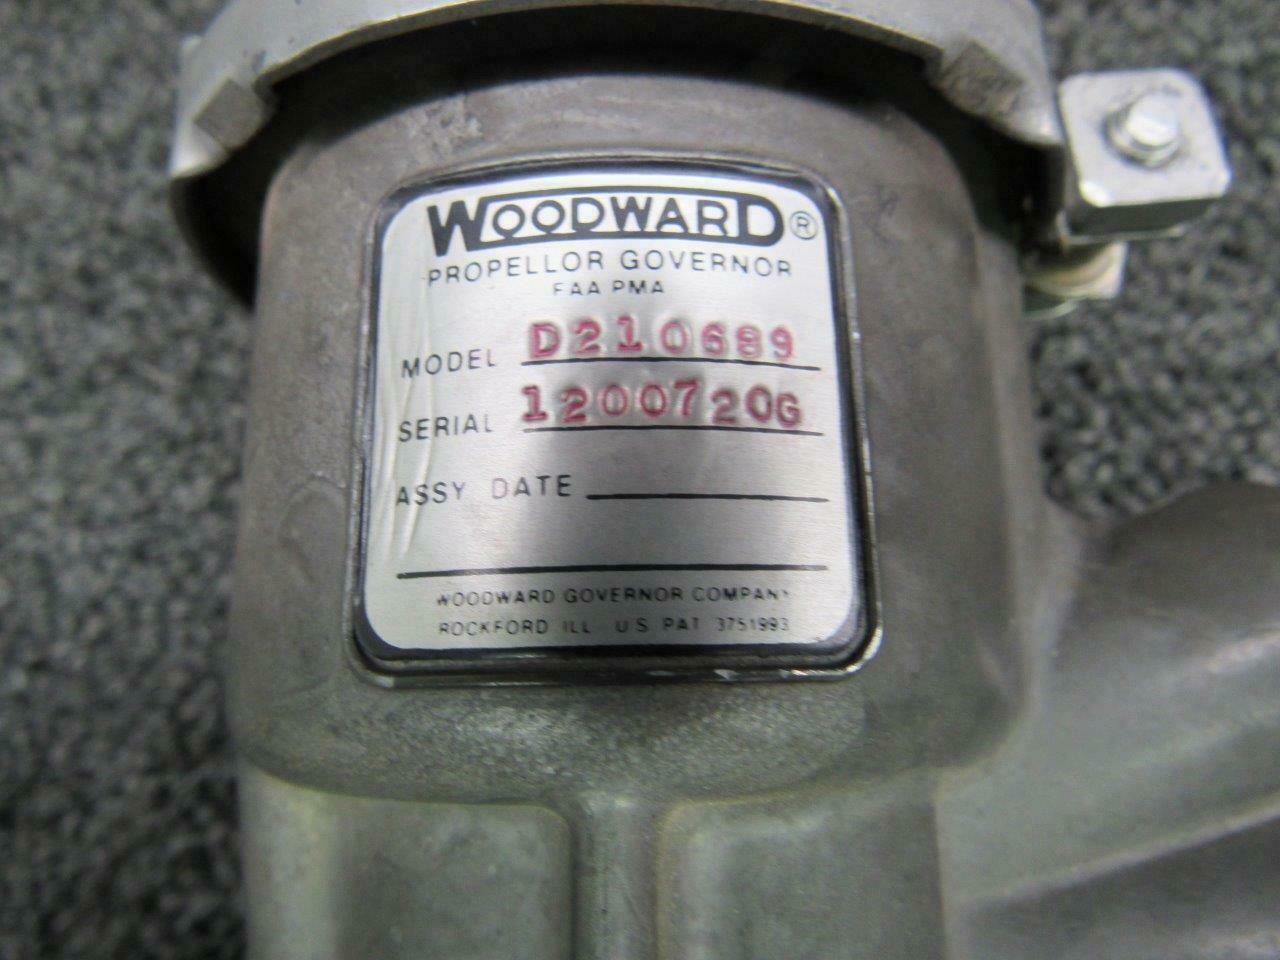 WOODWARD®
PROPELLOR GOVERNOR
FAA PMA
MODEL D210689
SERIAL 1200720G
ASSY DATE
WOODWARD GOVERNOR COMPANY
ROCKFORD ILL U S PAT 3751993